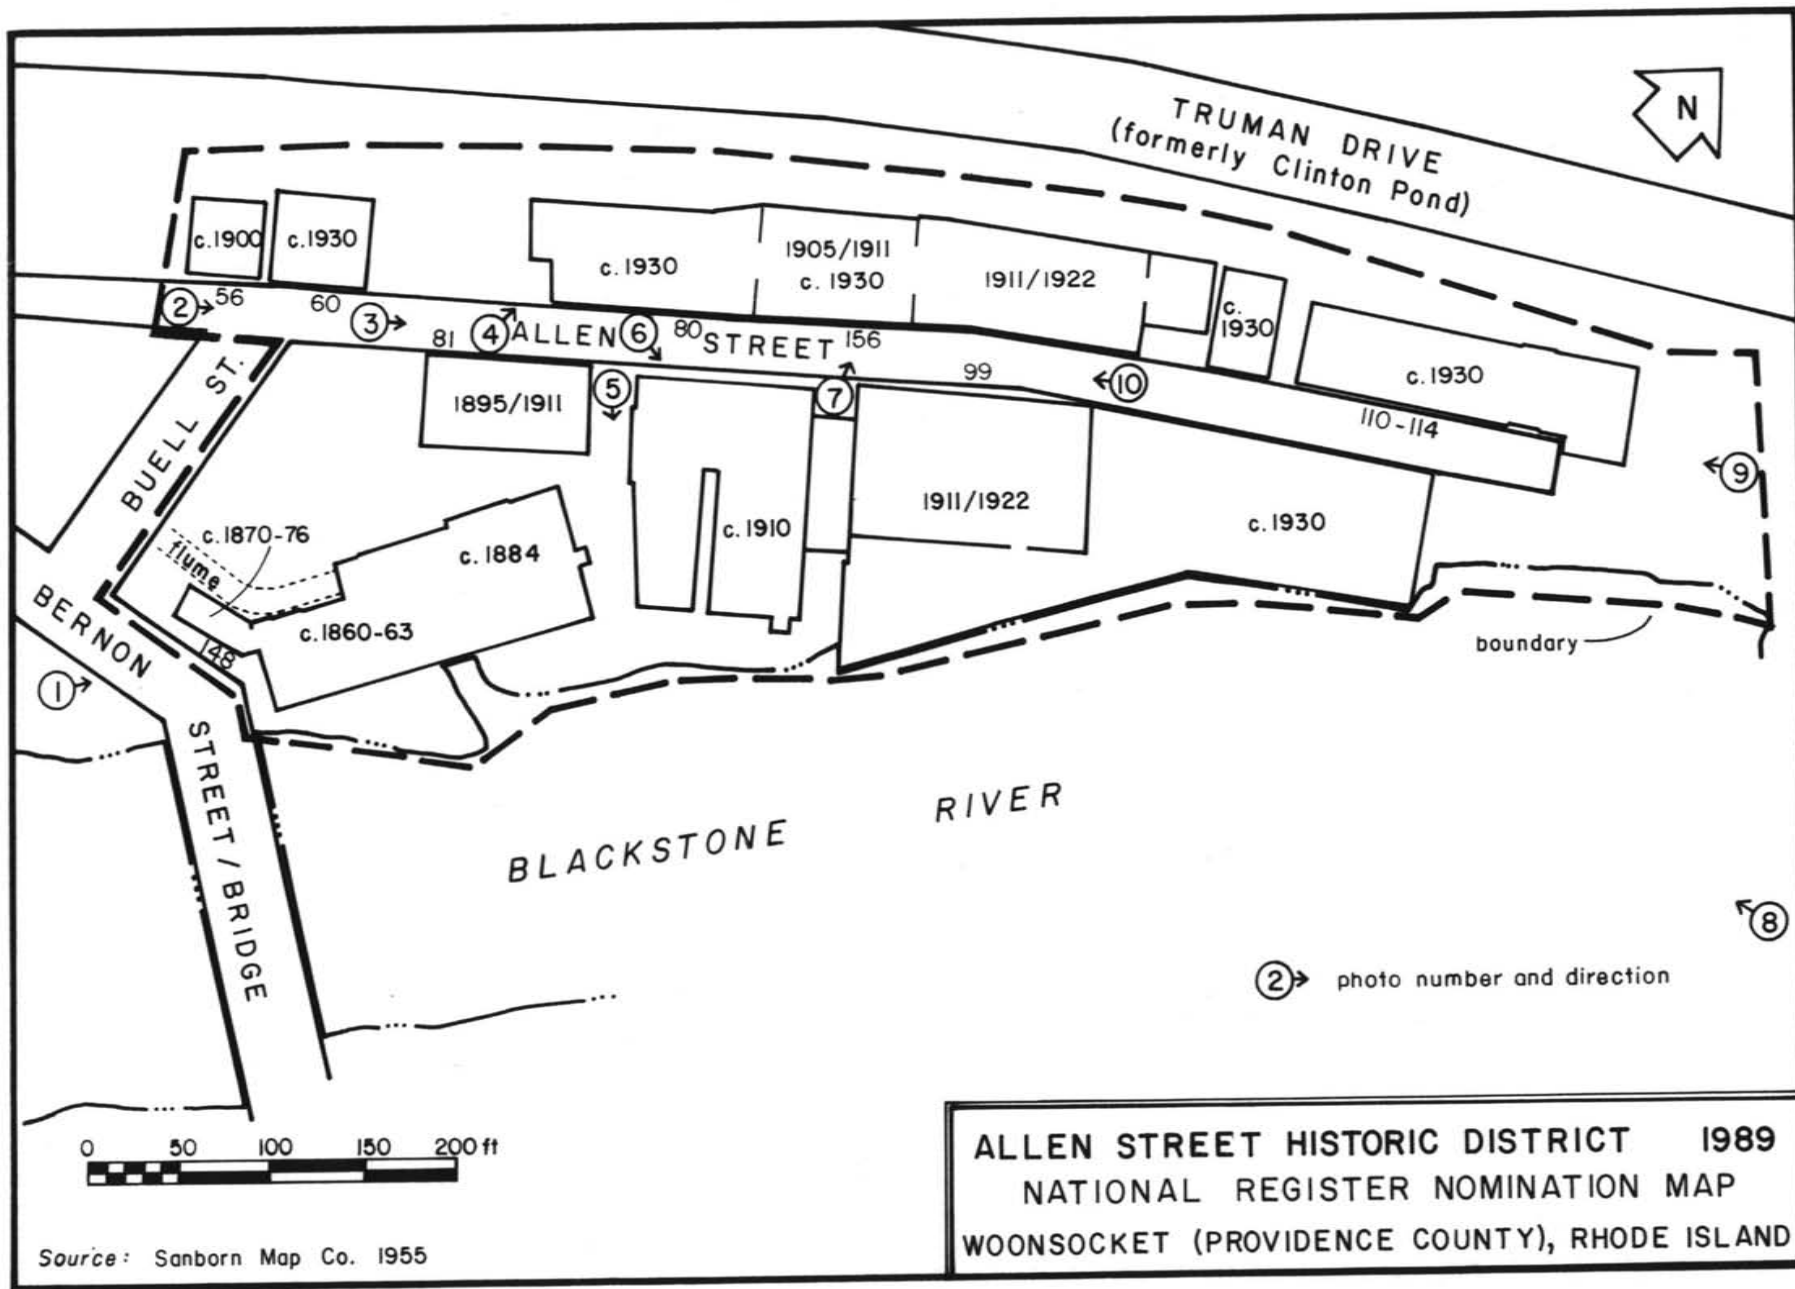 TRUMAN DRIVE
(formerly Clinton Pond)
N
c.1900
c.1930
c. 1930
1905/1911
c. 1930
1911/1922
c.
1930
c. 1930
2
56
60
3
81
4
ALLEN
6
80
STREET
156
99
10
110-114
9
BUELL ST.
1895/1911
5
7
c. 1910
1911/1922
c. 1930
c. 1870-76
flume
c. 1884
c. 1860-63
148
boundary
BERNON
STREET / BRIDGE
1
BLACKSTONE RIVER
8
2 photo number and direction
0 50 100 150 200 ft
Source: Sanborn Map Co. 1955
ALLEN STREET HISTORIC DISTRICT 1989
NATIONAL REGISTER NOMINATION MAP
WOONSOCKET (PROVIDENCE COUNTY), RHODE ISLAND